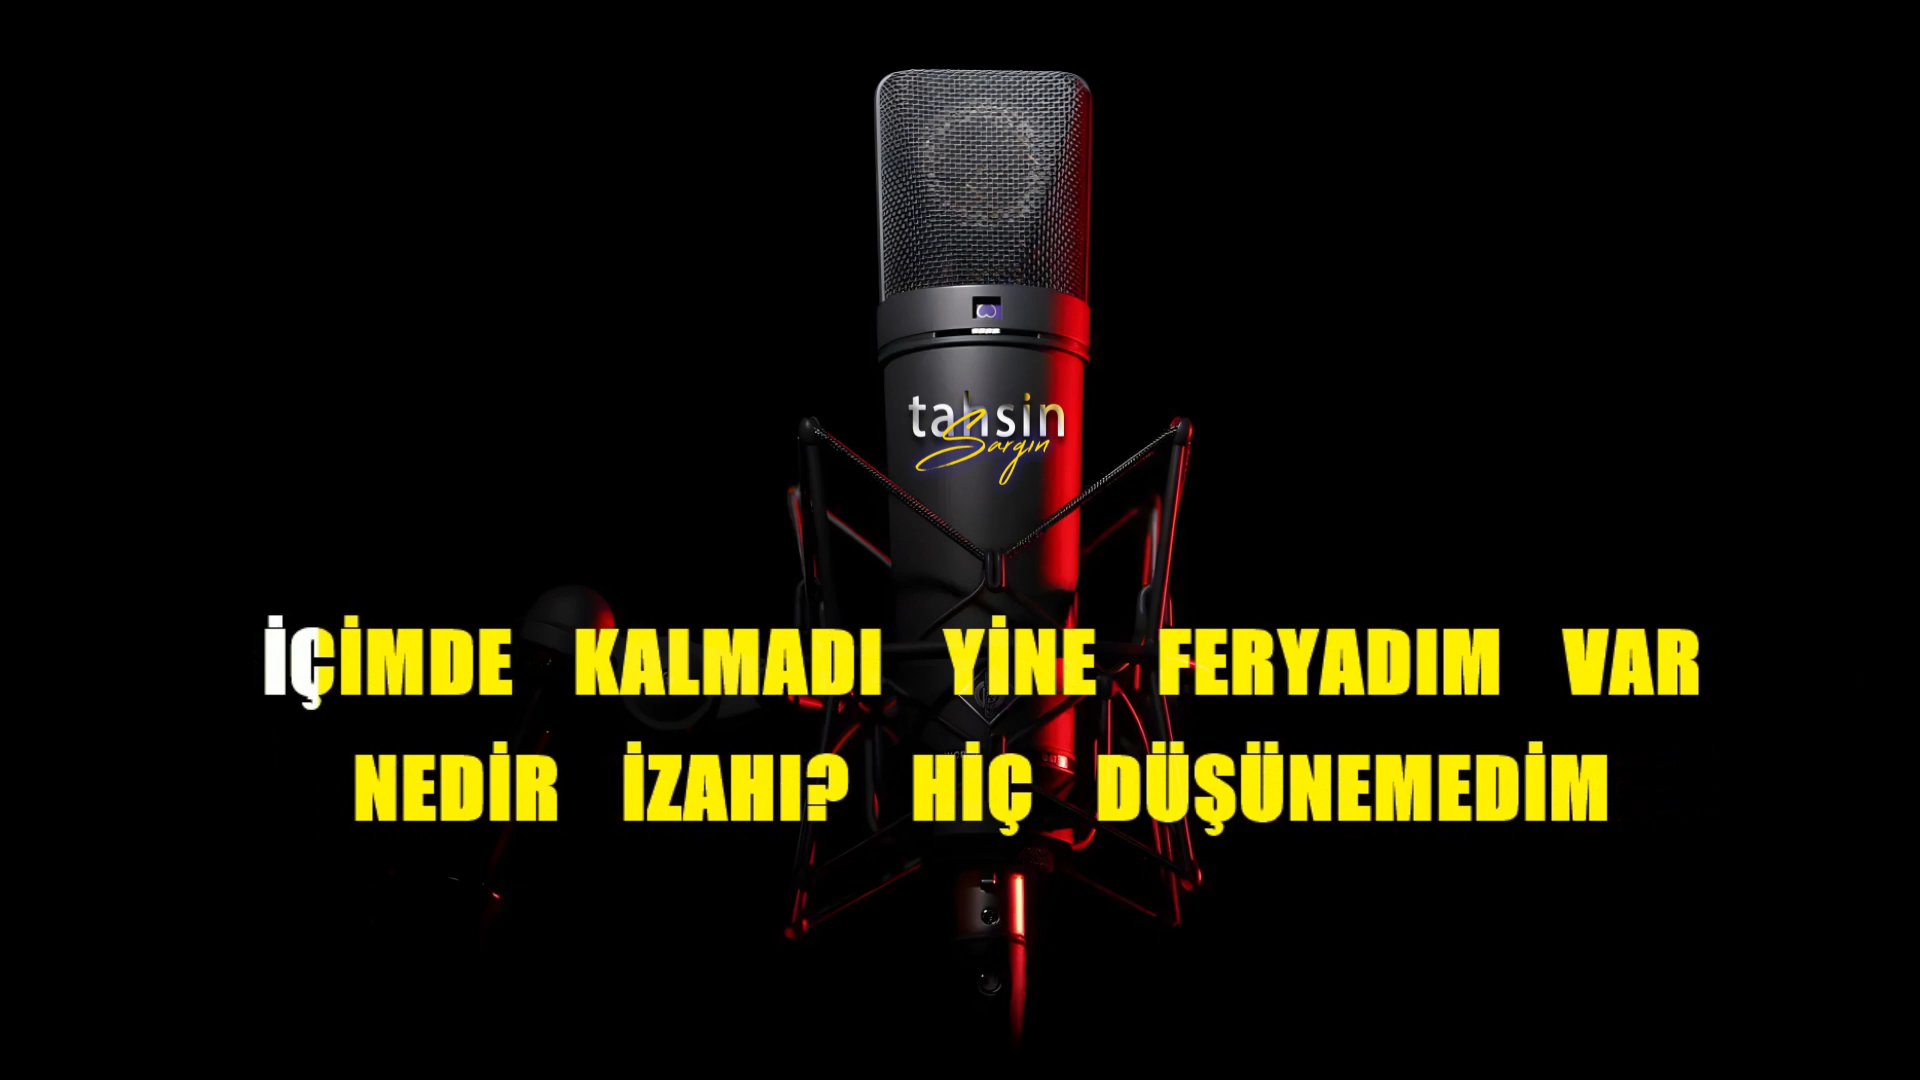 tahsin
Sargın
İÇİMDE KALMADI YİNE FERYADIM VAR
NEDİR İZAHI? HİÇ DÜŞÜNEMEDİM